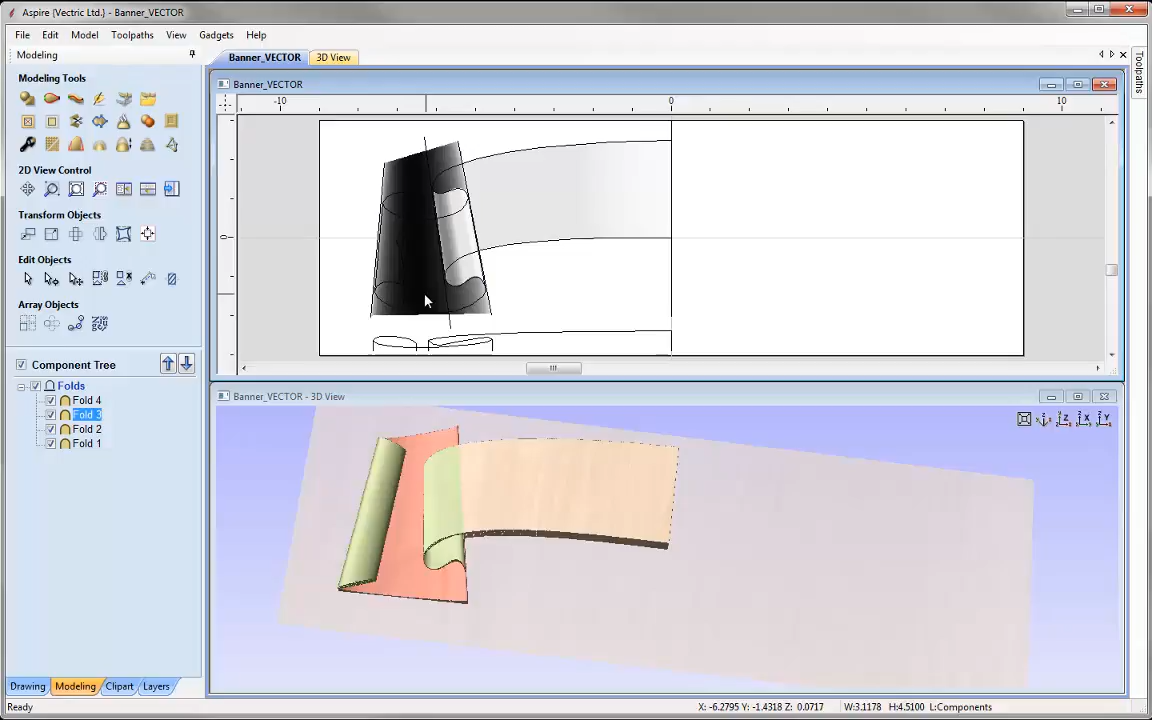 Aspire {Vectric Ltd.} - Banner_VECTOR
File Edit Model Toolpaths View Gadgets Help
Modeling
Banner_VECTOR 3D View
Toolpaths
Modeling Tools
Banner_VECTOR
-10 0 10
0
2D View Control
Transform Objects
Edit Objects
Array Objects
Component Tree
Folds
Fold 4
Fold 3
Fold 2
Fold 1
Banner_VECTOR - 3D View
Z X Y
Drawing Modeling Clipart Layers
Ready
X: -6.2795 Y: -1.4318 Z: 0.0717
W:3.1178 H:4.5100 L:Components